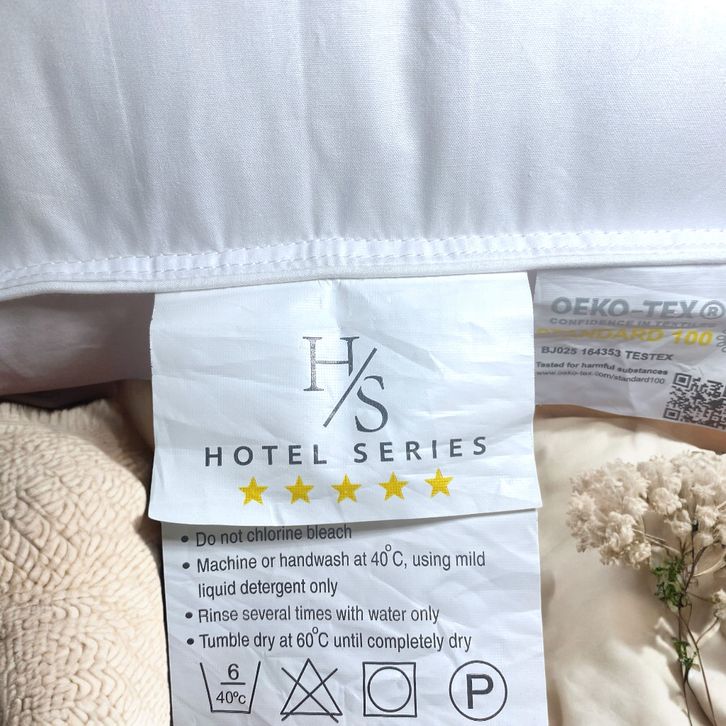 H/S
HOTEL SERIES
• Do not chlorine bleach
• Machine or handwash at 40°C, using mild
liquid detergent only
• Rinse several times with water only
• Tumble dry at 60°C until completely dry
6
40°c
P
OEKO-TEX®
CONFIDENCE IN TEXTILES
STANDARD 100
BJ025 164353 TESTEX
Tested for harmful substances
www.oeko-tex.com/standard100